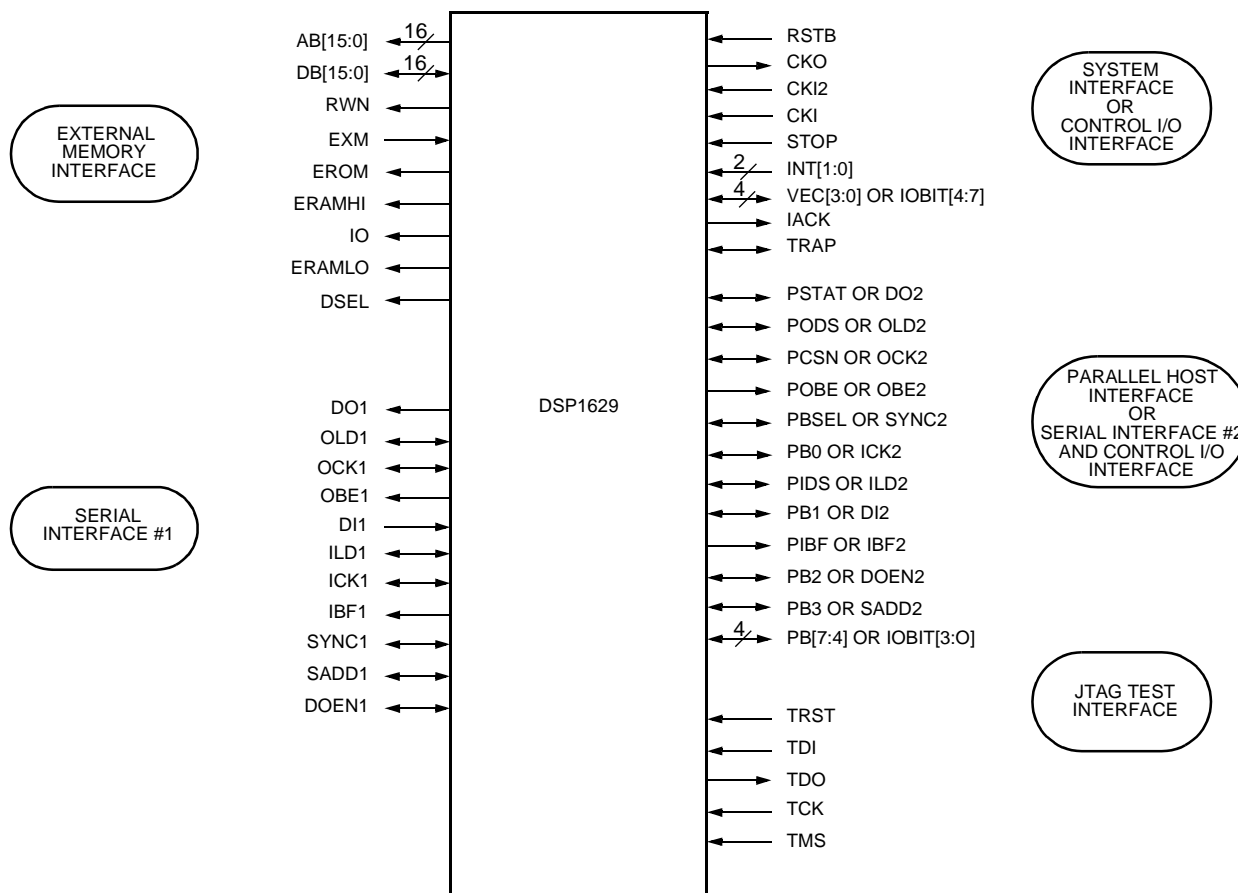 EXTERNAL
MEMORY
INTERFACE
SERIAL
INTERFACE #1
AB[15:0]
16
DB[15:0]
16
RWN
EXM
EROM
ERAMHI
IO
ERAMLO
DSEL
DO1
OLD1
OCK1
OBE1
DI1
ILD1
ICK1
IBF1
SYNC1
SADD1
DOEN1
DSP1629
RSTB
CKO
CKI2
CKI
STOP
2
INT[1:0]
4
VEC[3:0] OR IOBIT[4:7]
IACK
TRAP
PSTAT OR DO2
PODS OR OLD2
PCSN OR OCK2
POBE OR OBE2
PBSEL OR SYNC2
PB0 OR ICK2
PIDS OR ILD2
PB1 OR DI2
PIBF OR IBF2
PB2 OR DOEN2
PB3 OR SADD2
4
PB[7:4] OR IOBIT[3:O]
TRST
TDI
TDO
TCK
TMS
SYSTEM
INTERFACE
OR
CONTROL I/O
INTERFACE
PARALLEL HOST
INTERFACE
OR
SERIAL INTERFACE #2
AND CONTROL I/O
INTERFACE
JTAG TEST
INTERFACE